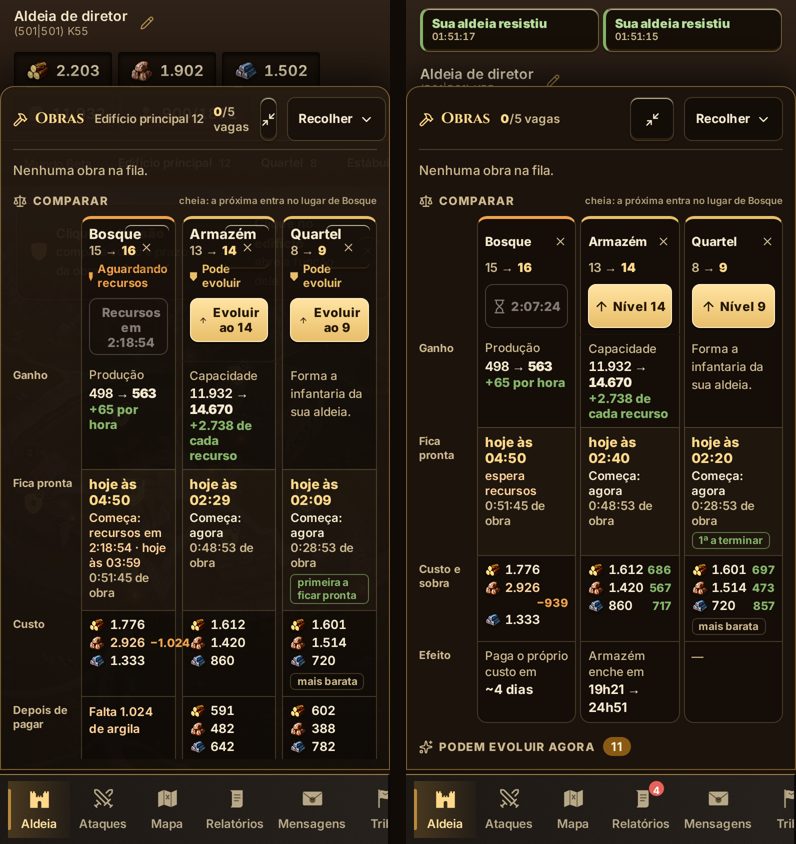 Aldeia de diretor
(501|501) K55
2.203
1.902
1.502
OBRAS Edifício principal 12 0/5 vagas
Recolher
Nenhuma obra na fila.
COMPARAR cheia: a próxima entra no lugar de Bosque
Bosque
15 → 16
Aguardando
recursos
Recursos
em
2:18:54
Armazém
13 → 14
Pode
evoluir
Evoluir
ao 14
Quartel
8 → 9
Pode
evoluir
Evoluir
ao 9
Ganho
Produção
498 → 563
+65 por
hora
Capacidade
11.932 →
14.670
+2.738 de
cada
recurso
Forma a
infantaria da
sua aldeia.
Fica pronta
hoje às
04:50
Começa:
recursos em
2:18:54 · hoje
às 03:59
0:51:45 de
obra
hoje às
02:29
Começa:
agora
0:48:53 de
obra
hoje às
02:09
Começa:
agora
0:28:53 de
obra
primeira a
ficar pronta
Custo
1.776
2.926 −1.024
1.333
1.612
1.420
860
1.601
1.514
720
mais barata
Depois de
pagar
Falta 1.024
de argila
591
482
642
602
388
782
Aldeia
Ataques
Mapa
Relatórios
Mensagens
Tril
Sua aldeia resistiu
01:51:17
Sua aldeia resistiu
01:51:15
Aldeia de diretor
OBRAS 0/5 vagas
Recolher
Nenhuma obra na fila.
COMPARAR cheia: a próxima entra no lugar de Bosque
Bosque
15 → 16
2:07:24
Armazém
13 → 14
Nível 14
Quartel
8 → 9
Nível 9
Ganho
Produção
498 → 563
+65 por hora
Capacidade
11.932 →
14.670
+2.738 de
cada recurso
Forma a
infantaria da
sua aldeia.
Fica
pronta
hoje às
04:50
espera
recursos
0:51:45 de
obra
hoje às
02:40
Começa:
agora
0:48:53 de
obra
hoje às
02:20
Começa:
agora
0:28:53 de
obra
1ª a terminar
Custo e
sobra
1.776
2.926
−939
1.333
1.612 686
1.420 567
860 717
1.601 697
1.514 473
720 857
mais barata
Efeito
Paga o próprio
custo em
~4 dias
Armazém
enche em
19h21 →
24h51
—
PODEM EVOLUIR AGORA 11
Aldeia
Ataques
Mapa
4
Relatórios
Mensagens
Tril